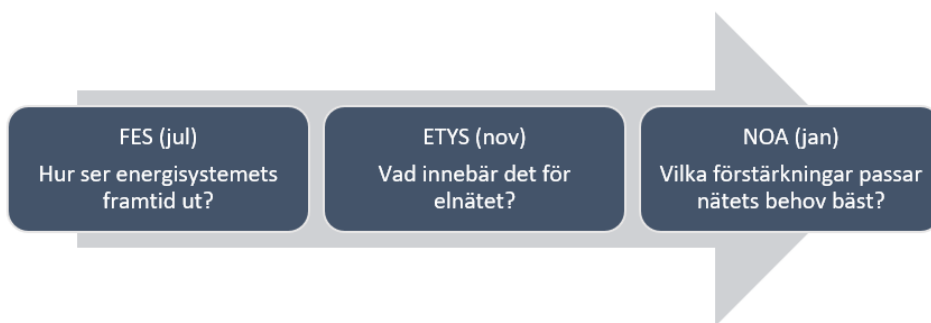 FES (jul)
Hur ser energisystemets
framtid ut?
ETYS (nov)
Vad innebär det för
elnätet?
NOA (jan)
Vilka förstärkningar passar
nätets behov bäst?